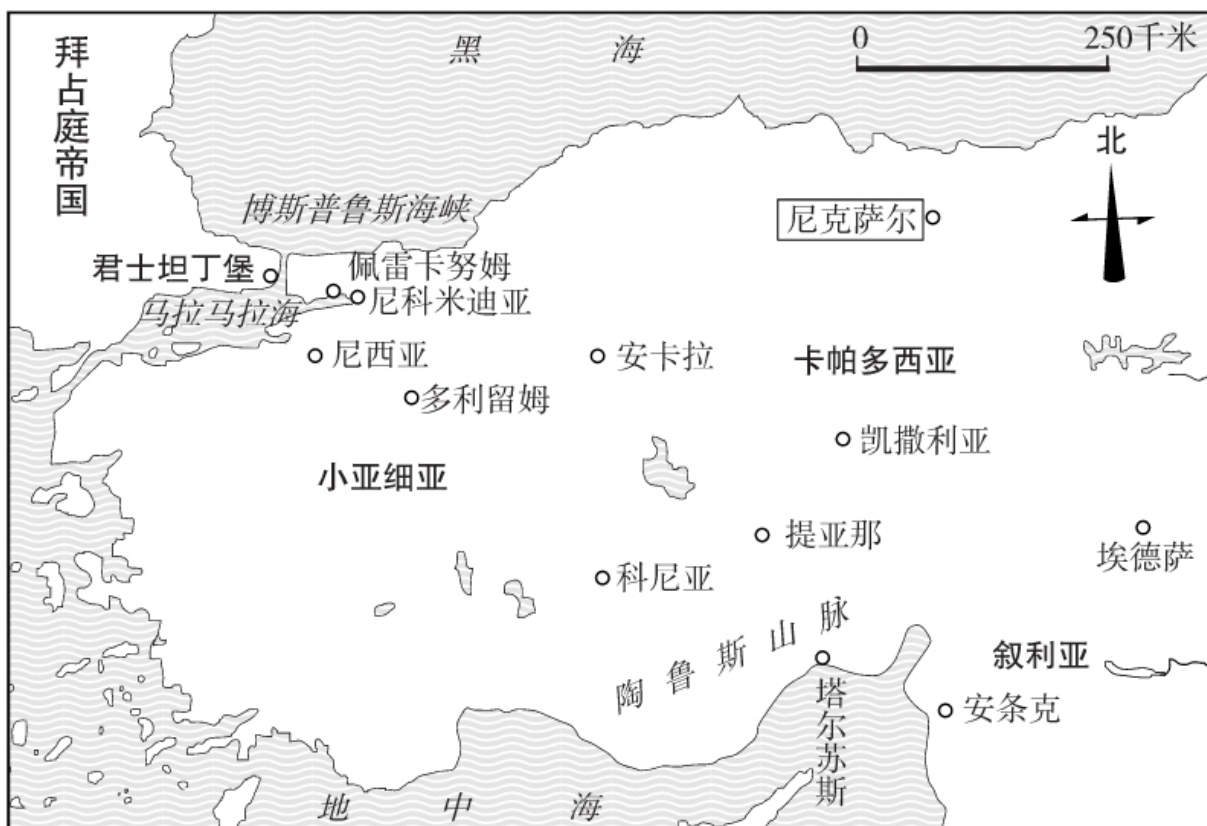 黑海
0 250千米
拜占庭帝国
北
博斯普鲁斯海峡
尼克萨尔
君士坦丁堡
佩雷卡努姆
马拉马拉海
尼科米迪亚
尼西亚
安卡拉
卡帕多西亚
多利留姆
凯撒利亚
小亚细亚
提亚那
埃德萨
科尼亚
陶鲁斯山脉
叙利亚
塔尔苏斯
安条克
地中海